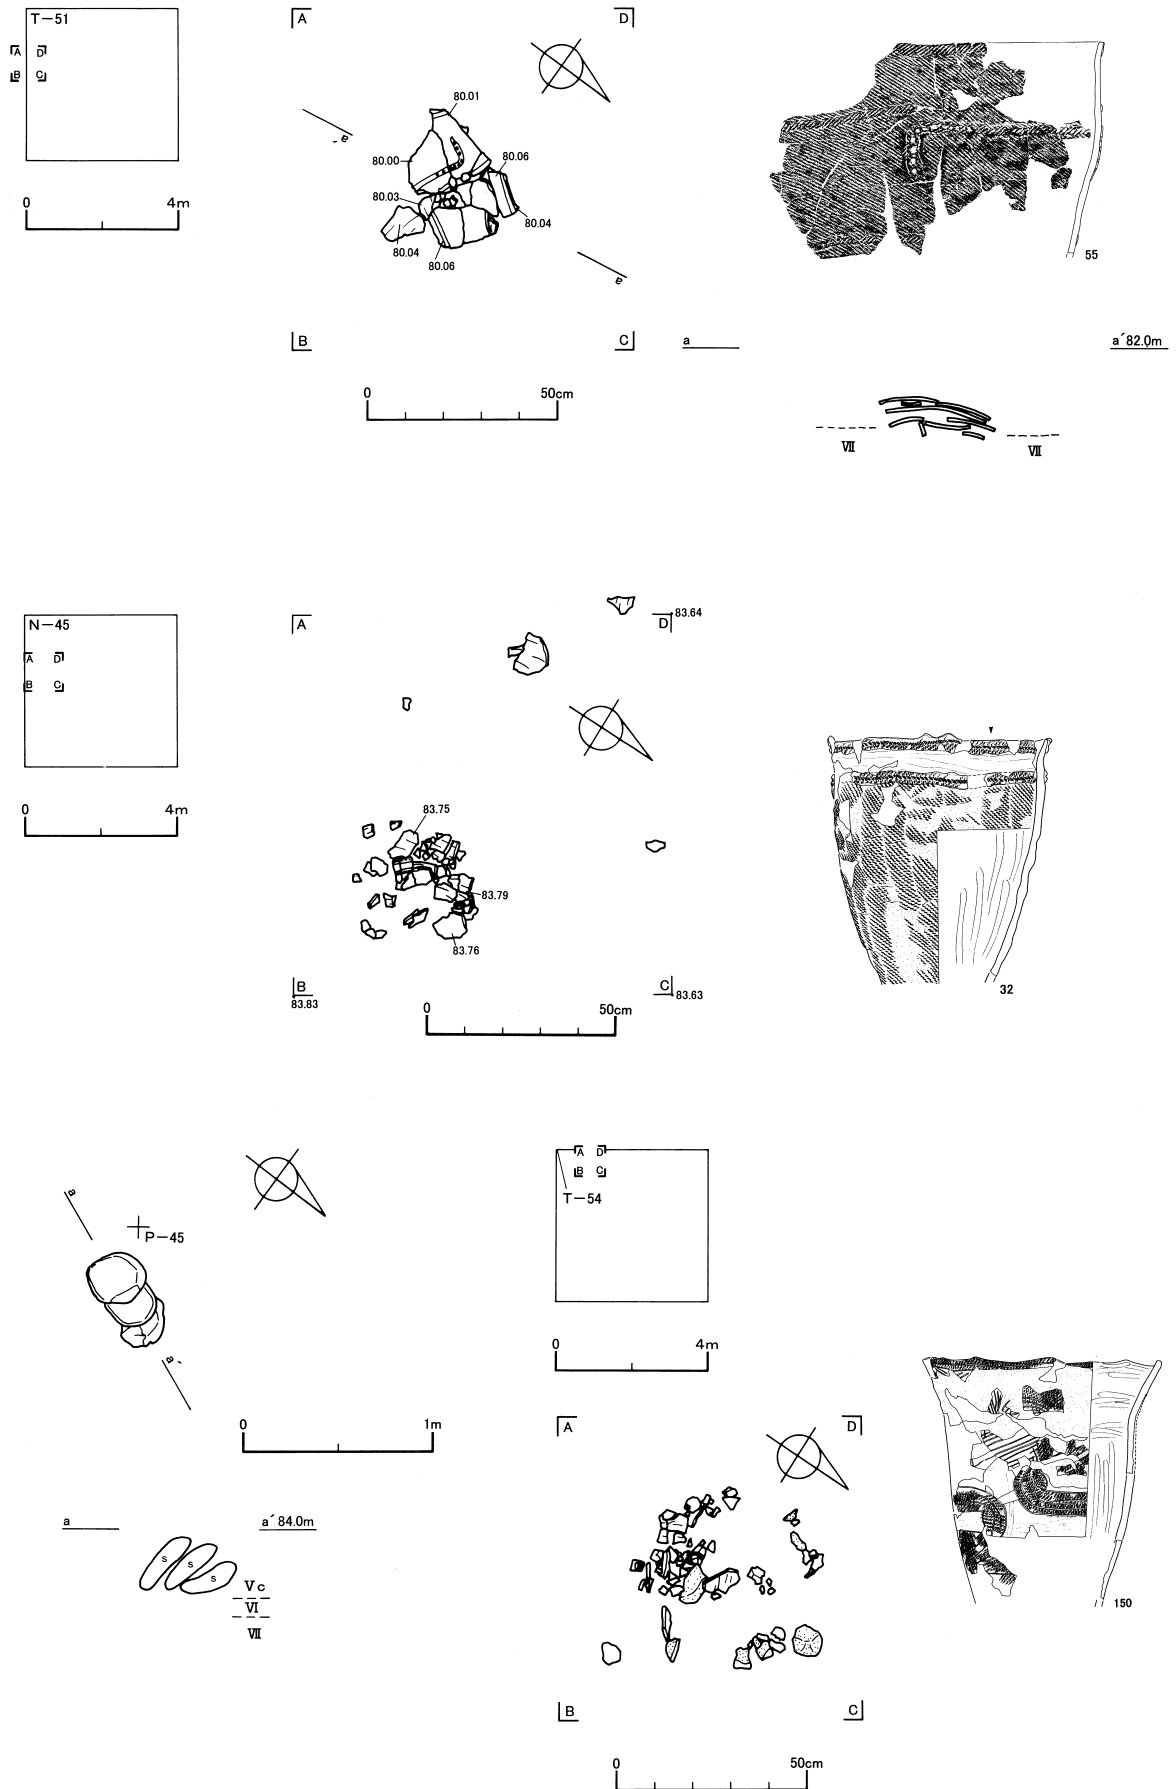 T－51
A D
B C
0 4m
A D
80.01
a´
80.00
80.06
80.03
80.04
80.04
80.06
a
B C
0 50cm
55
a a´82.0m
Ⅶ Ⅶ
N－45
A D
B C
0 4m
A D 83.64
83.75
83.79
83.76
B C
83.83 83.63
0 50cm
32
a
P－45
a´
0 1m
a a´84.0m
S S S
Ⅴc
Ⅵ
Ⅶ
A D
B C
T－54
0 4m
A D
B C
0 50cm
150